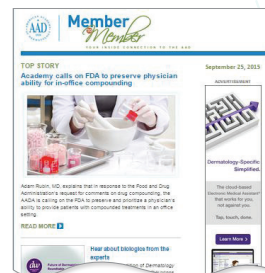 AAD
Member
to Member
YOUR INSIDE CONNECTION TO THE AAD
TOP STORY
Academy calls on FDA to preserve physician
ability for in-office compounding
Adam Rubin, MD, explains that in response to the Food and Drug
Administration's request for comments on drug compounding, the
AADA is calling on the FDA to preserve and prioritize a physician's
ability to provide patients with compounded treatments in an office
setting.
READ MORE
Hear about biologics from the
experts
September 25, 2015
ADVERTISEMENT
Dermatology-Specific
Simplified.
The cloud-based
Electronic Medical Assistant
that works for you,
not against you.
Tap, touch, done.
Learn More